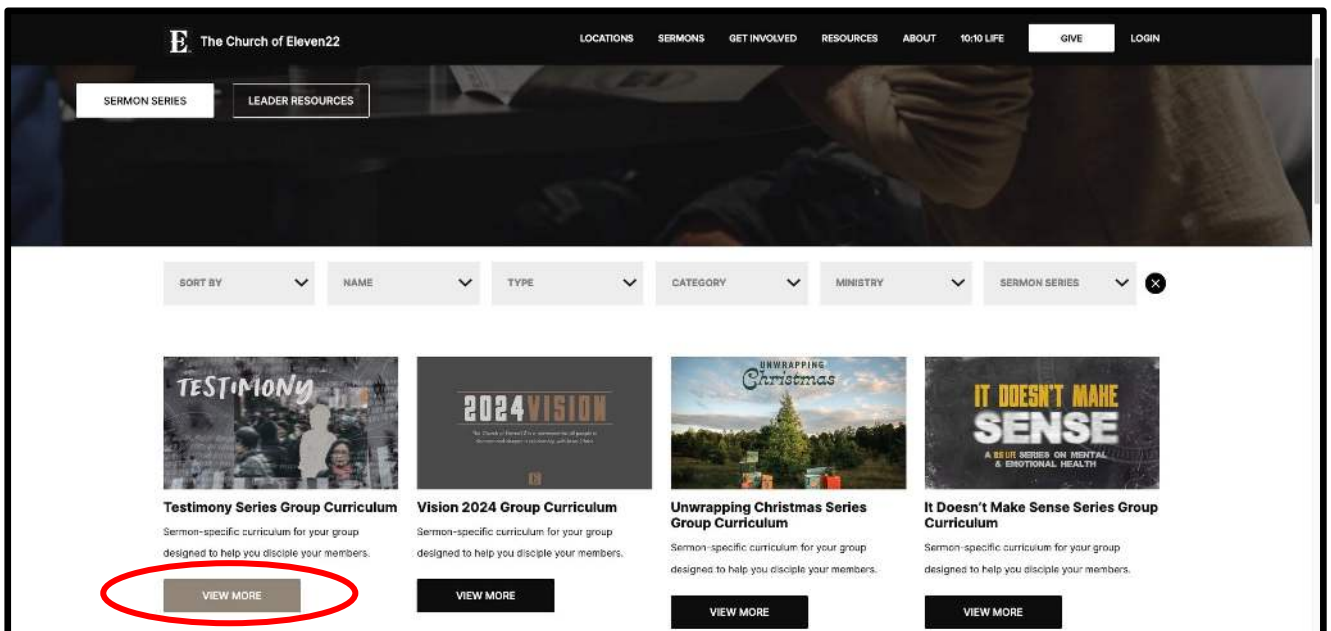 E The Church of Eleven22
LOCATIONS SERMONS GET INVOLVED RESOURCES ABOUT 10:10 LIFE GIVE LOGIN
SERMON SERIES LEADER RESOURCES
SORT BY NAME TYPE CATEGORY MINISTRY SERMON SERIES
TESTIMONY
2024 VISION
UNWRAPPING
Christmas
IT DOESN'T MAKE
SENSE
SERIES ON MENTAL
& EMOTIONAL HEALTH
Testimony Series Group Curriculum
Sermon-specific curriculum for your group
designed to help you disciple your members.
VIEW MORE
Vision 2024 Group Curriculum
Sermon-specific curriculum for your group
designed to help you disciple your members.
VIEW MORE
Unwrapping Christmas Series
Group Curriculum
Sermon-specific curriculum for your group
designed to help you disciple your members.
VIEW MORE
It Doesn't Make Sense Series Group
Curriculum
Sermon-specific curriculum for your group
designed to help you disciple your members.
VIEW MORE